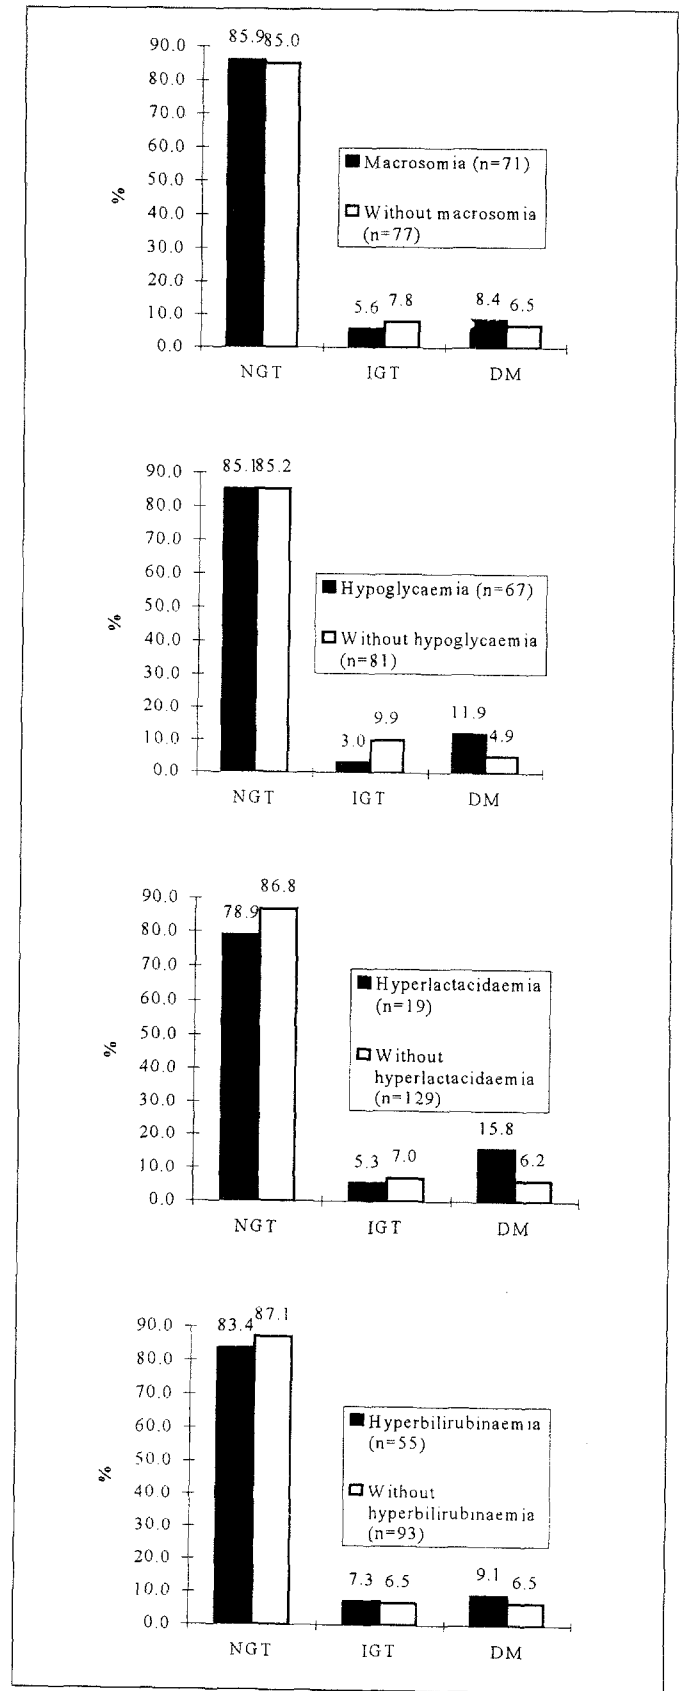 85.9 85.0
90.0
80.0
70.0
60.0
50.0
40.0
30.0
20.0
10.0
0.0
%
Macrosomia (n=71)
Without macrosomia
(n=77)
5.6 7.8 8.4 6.5
NGT IGT DM
85.1 85.2
90.0
80.0
70.0
60.0
50.0
40.0
30.0
20.0
10.0
0.0
%
Hypoglycaemia (n=67)
Without hypoglycaemia
(n=81)
3.0 9.9 11.9 4.9
NGT IGT DM
78.9 86.8
90.0
80.0
70.0
60.0
50.0
40.0
30.0
20.0
10.0
0.0
%
Hyperlactacidaemia
(n=19)
Without
hyperlactacidaemia
(n=129)
5.3 7.0 15.8 6.2
NGT IGT DM
83.4 87.1
90.0
80.0
70.0
60.0
50.0
40.0
30.0
20.0
10.0
0.0
%
Hyperbilirubinaemia
(n=55)
Without
hyperbilirubinaemia
(n=93)
7.3 6.5 9.1 6.5
NGT IGT DM